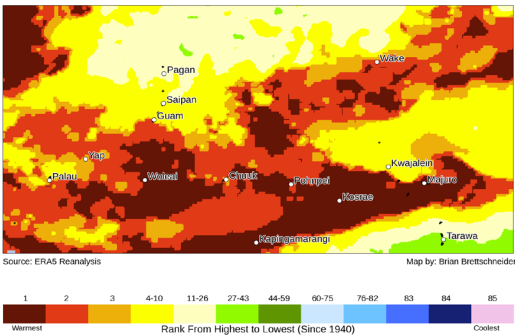 Wake
Pagan
Saipan
Guam
Yap
Kwajalein
Palau
Woleai
Chuuk
Pohnpei
Majuro
Kosrae
Tarawa
Kapingamarangi
Source: ERA5 Reanalysis
Map by: Brian Brettschneider
1 2 3 4-10 11-26 27-43 44-59 60-75 76-82 83 84 85
Warmest Rank From Highest to Lowest (Since 1940) Coolest